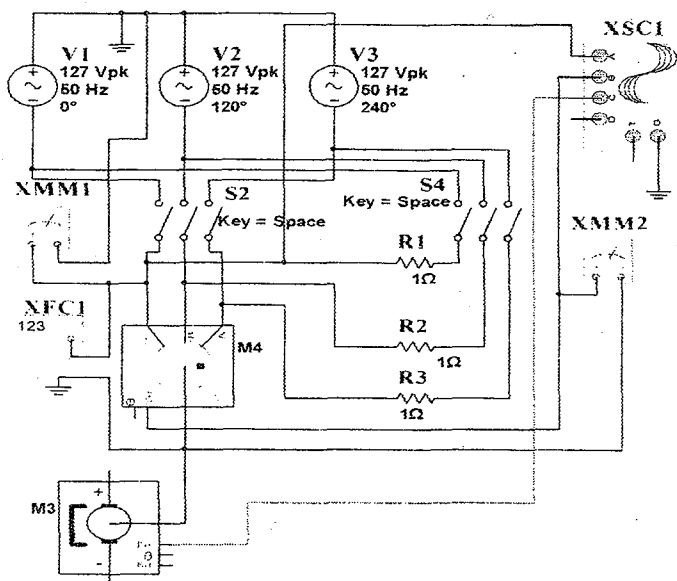 V1
127 Vpk
50 Hz
0°
V2
127 Vpk
50 Hz
120°
V3
127 Vpk
50 Hz
240°
XSC1
XMM1
S2
Key = Space
S4
Key = Space
XMM2
R1
1Ω
XFC1
123
M4
R2
1Ω
R3
1Ω
M3
+
-